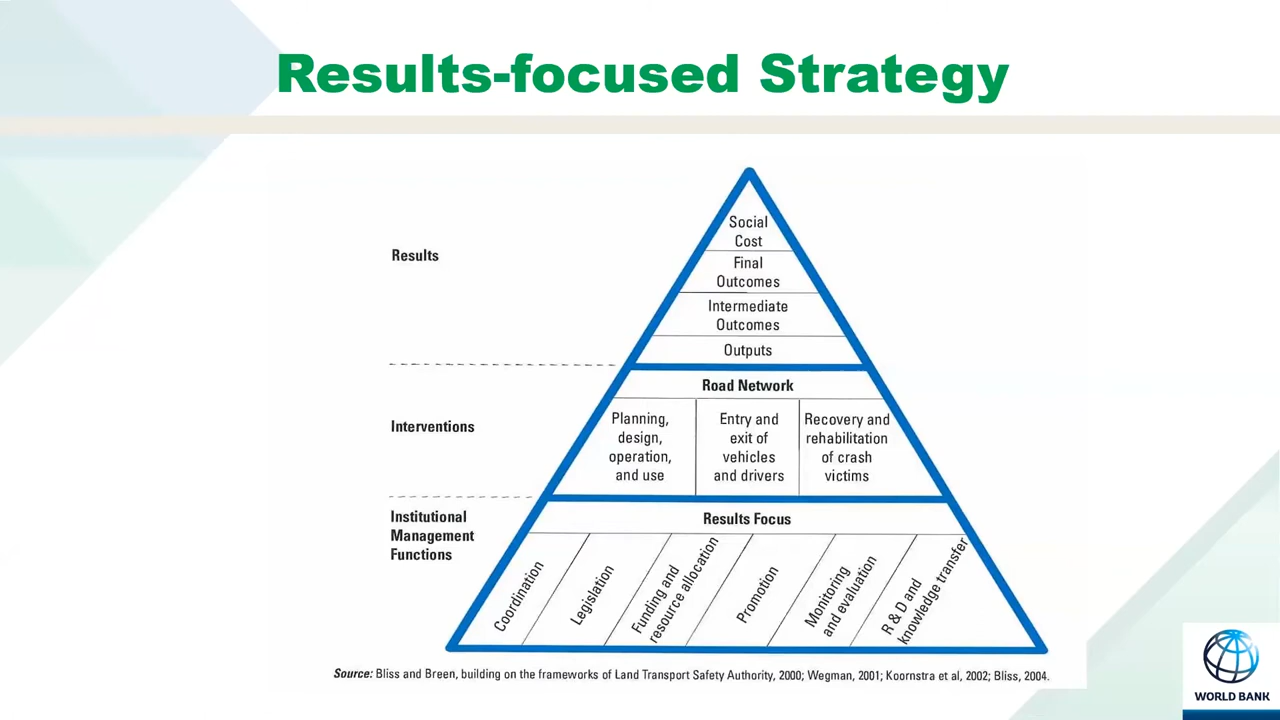 Results-focused Strategy
Results
Social
Cost
Final
Outcomes
Intermediate
Outcomes
Outputs
Interventions
Road Network
Planning,
design,
operation,
and use
Entry and
exit of
vehicles
and drivers
Recovery and
rehabilitation
of crash
victims
Institutional
Management
Functions
Results Focus
Coordination
Legislation
Funding and
resource allocation
Promotion
Monitoring
and evaluation
R & D and
knowledge transfer
Source: Bliss and Breen, building on the frameworks of Land Transport Safety Authority, 2000; Wegman, 2001; Koornstra et al, 2002; Bliss, 2004.
WORLD BANK